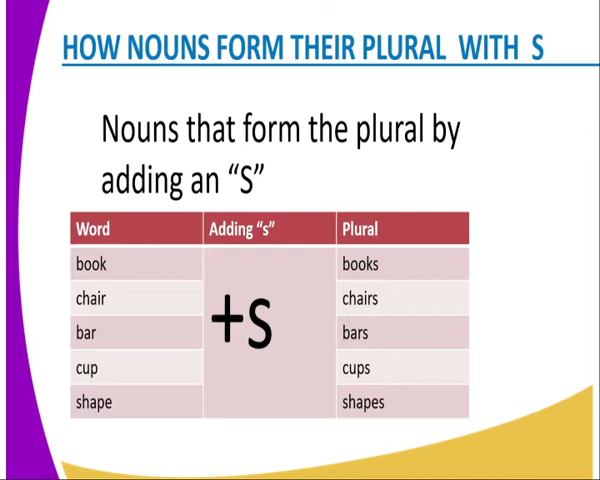 HOW NOUNS FORM THEIR PLURAL WITH S
Nouns that form the plural by
adding an “S”
Word Adding “s” Plural
book books
chair chairs
+s
bar bars
cup cups
shape shapes